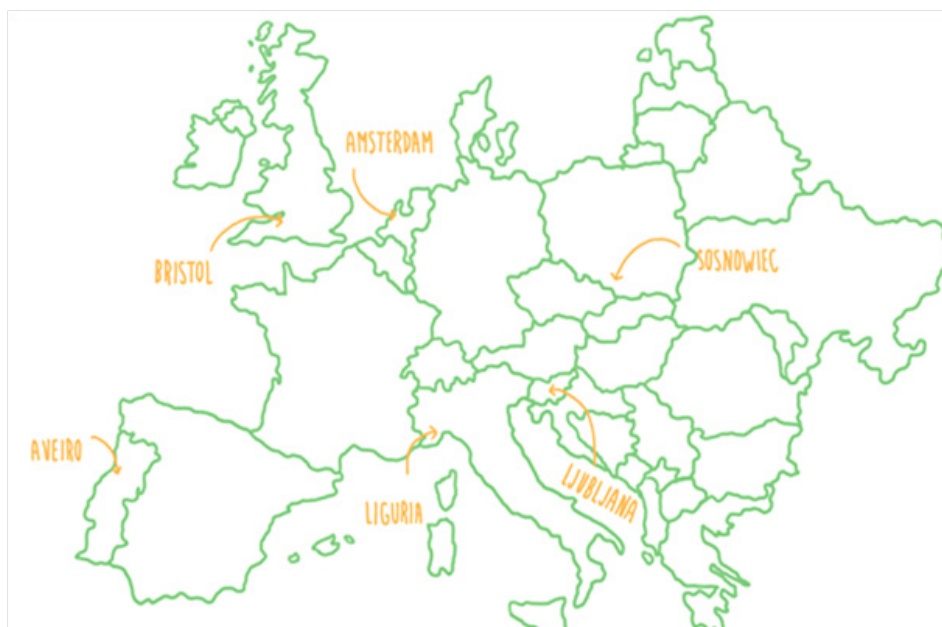 AMSTERDAM
BRISTOL
SOSNOWIEC
AVEIRO
LIGURIA
LJUBLJANA